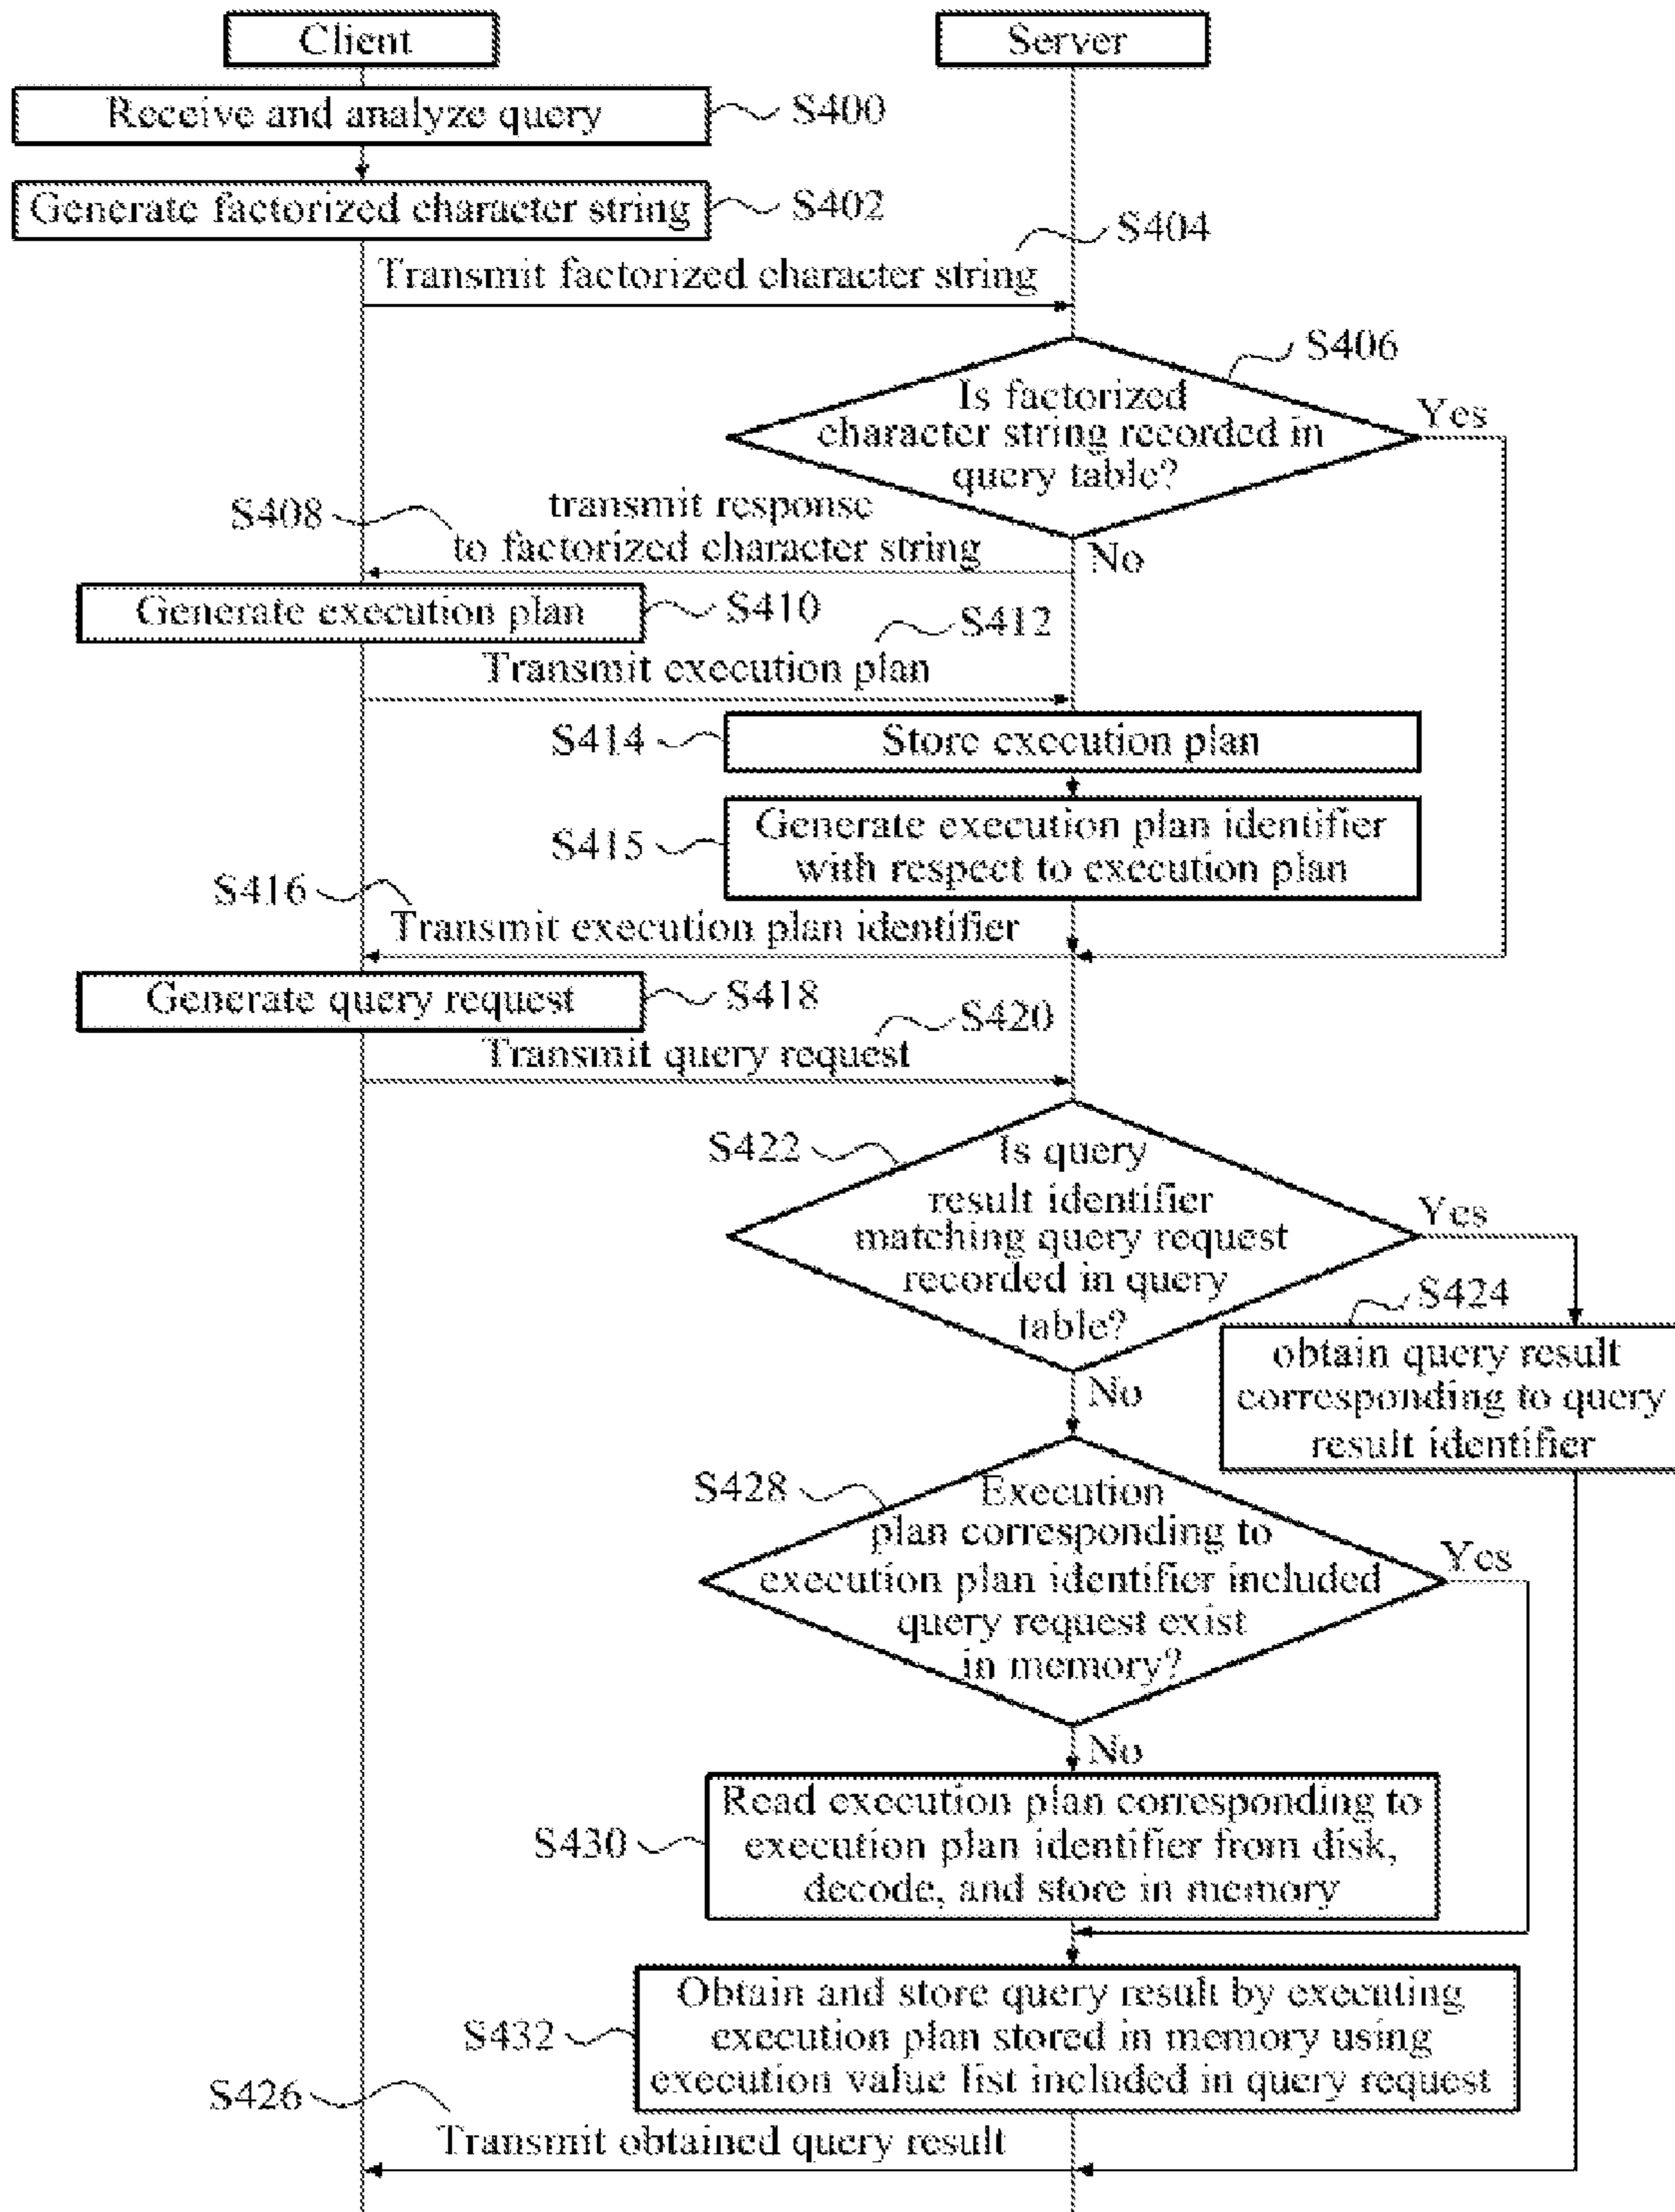 Client
Server
Receive and analyze query
S400
Generate factorized character string
S402
S404
Transmit factorized character string
S406
Is factorized
character string recorded in
query table?
Yes
No
S408
transmit response
to factorized character string
Generate execution plan
S410
S412
Transmit execution plan
S414
Store execution plan
S415
Generate execution plan identifier
with respect to execution plan
S416
Transmit execution plan identifier
Generate query request
S418
S420
Transmit query request
S422
Is query
result identifier
matching query request
recorded in query
table?
Yes
No
S424
obtain query result
corresponding to query
result identifier
S428
Execution
plan corresponding to
execution plan identifier included
query request exist
in memory?
Yes
No
S430
Read execution plan corresponding to
execution plan identifier from disk,
decode, and store in memory
S432
Obtain and store query result by executing
execution plan stored in memory using
execution value list included in query request
S426
Transmit obtained query result